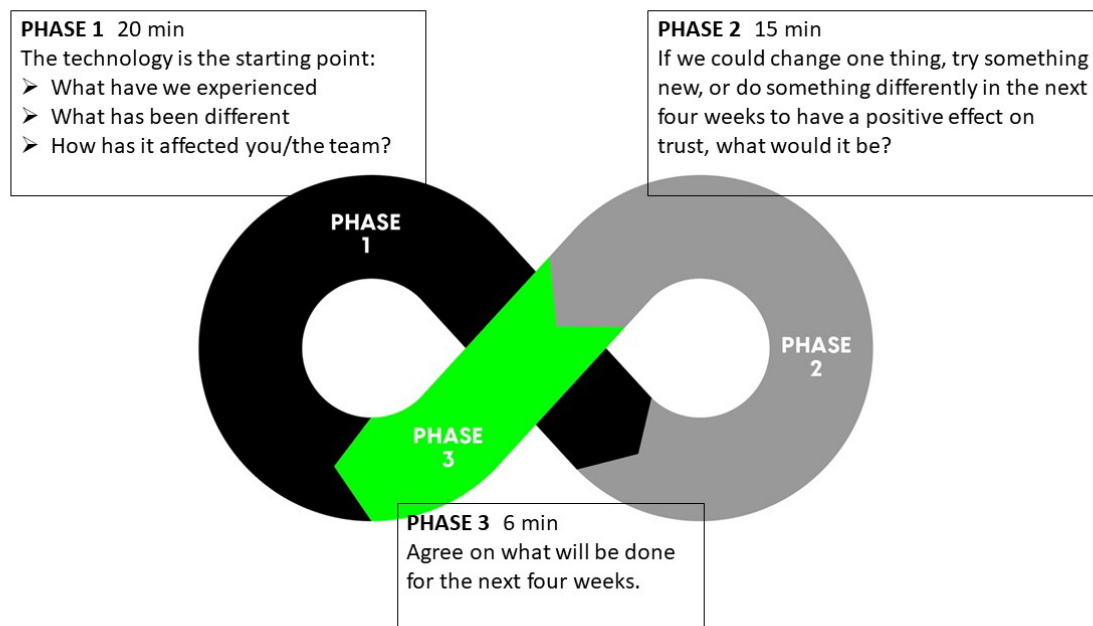 PHASE 1 20 min
The technology is the starting point:
➢ What have we experienced
➢ What has been different
➢ How has it affected you/the team?
PHASE 2 15 min
If we could change one thing, try something
new, or do something differently in the next
four weeks to have a positive effect on
trust, what would it be?
PHASE
1
PHASE
2
PHASE
3
PHASE 3 6 min
Agree on what will be done
for the next four weeks.